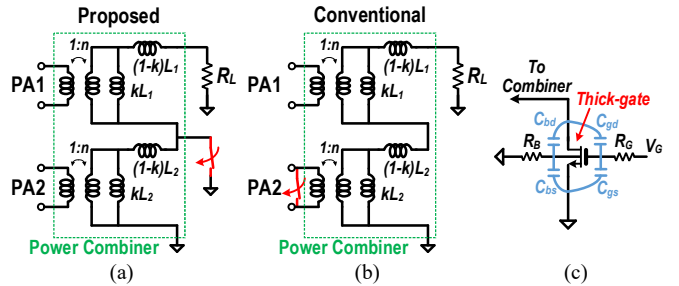 Proposed
1:n
(1-k)L1
PA1
kL1
RL
1:n
PA2
(1-k)L2
kL2
Power Combiner
(a)
Conventional
1:n
(1-k)L1
PA1
kL1
RL
1:n
PA2
(1-k)L2
kL2
Power Combiner
(b)
To
Combiner
Thick-gate
Cbd
Cgd
RB
RG
VG
Cbs
Cgs
(c)